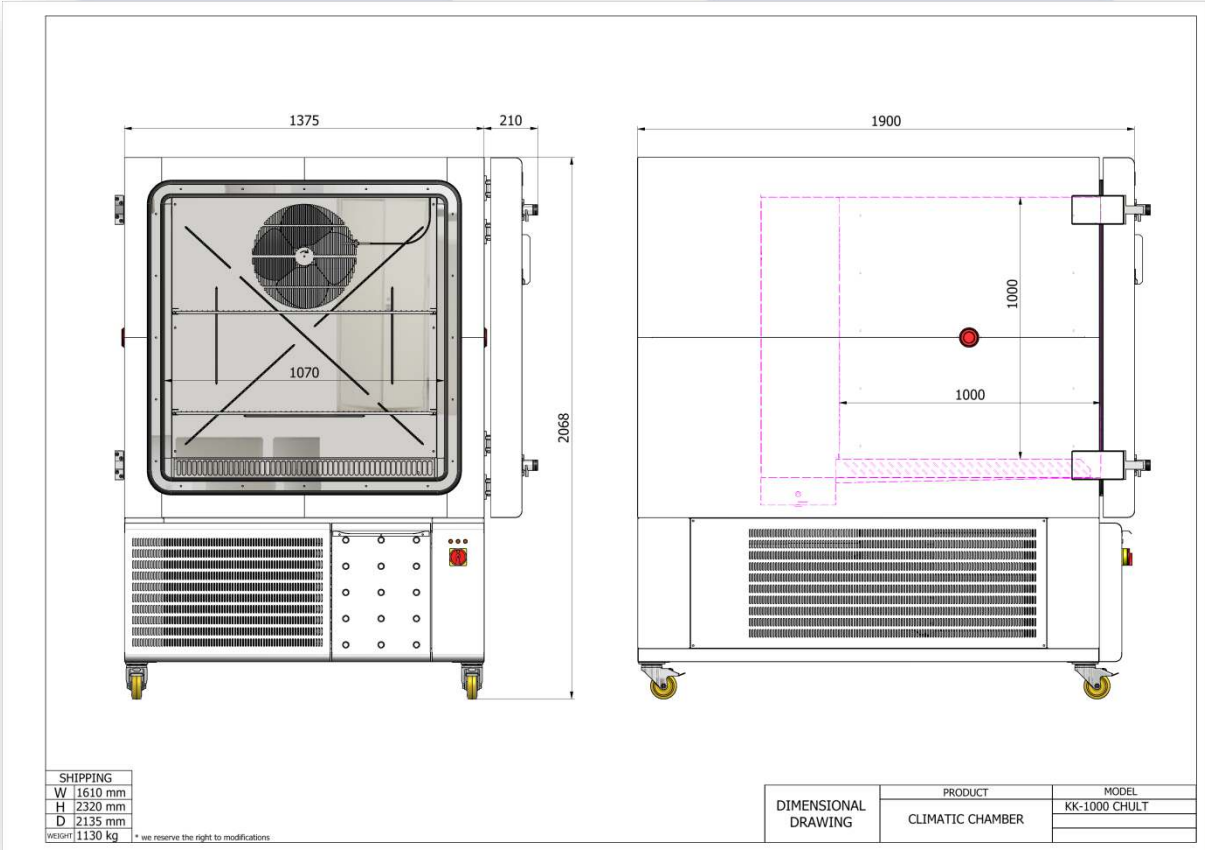 1375
210
1900
1070
2068
1000
1000
SHIPPING
W 1610 mm
H 2320 mm
D 2135 mm
WEIGHT 1130 kg
* we reserve the right to modifications
DIMENSIONAL
DRAWING
PRODUCT
CLIMATIC CHAMBER
MODEL
KK-1000 CHULT